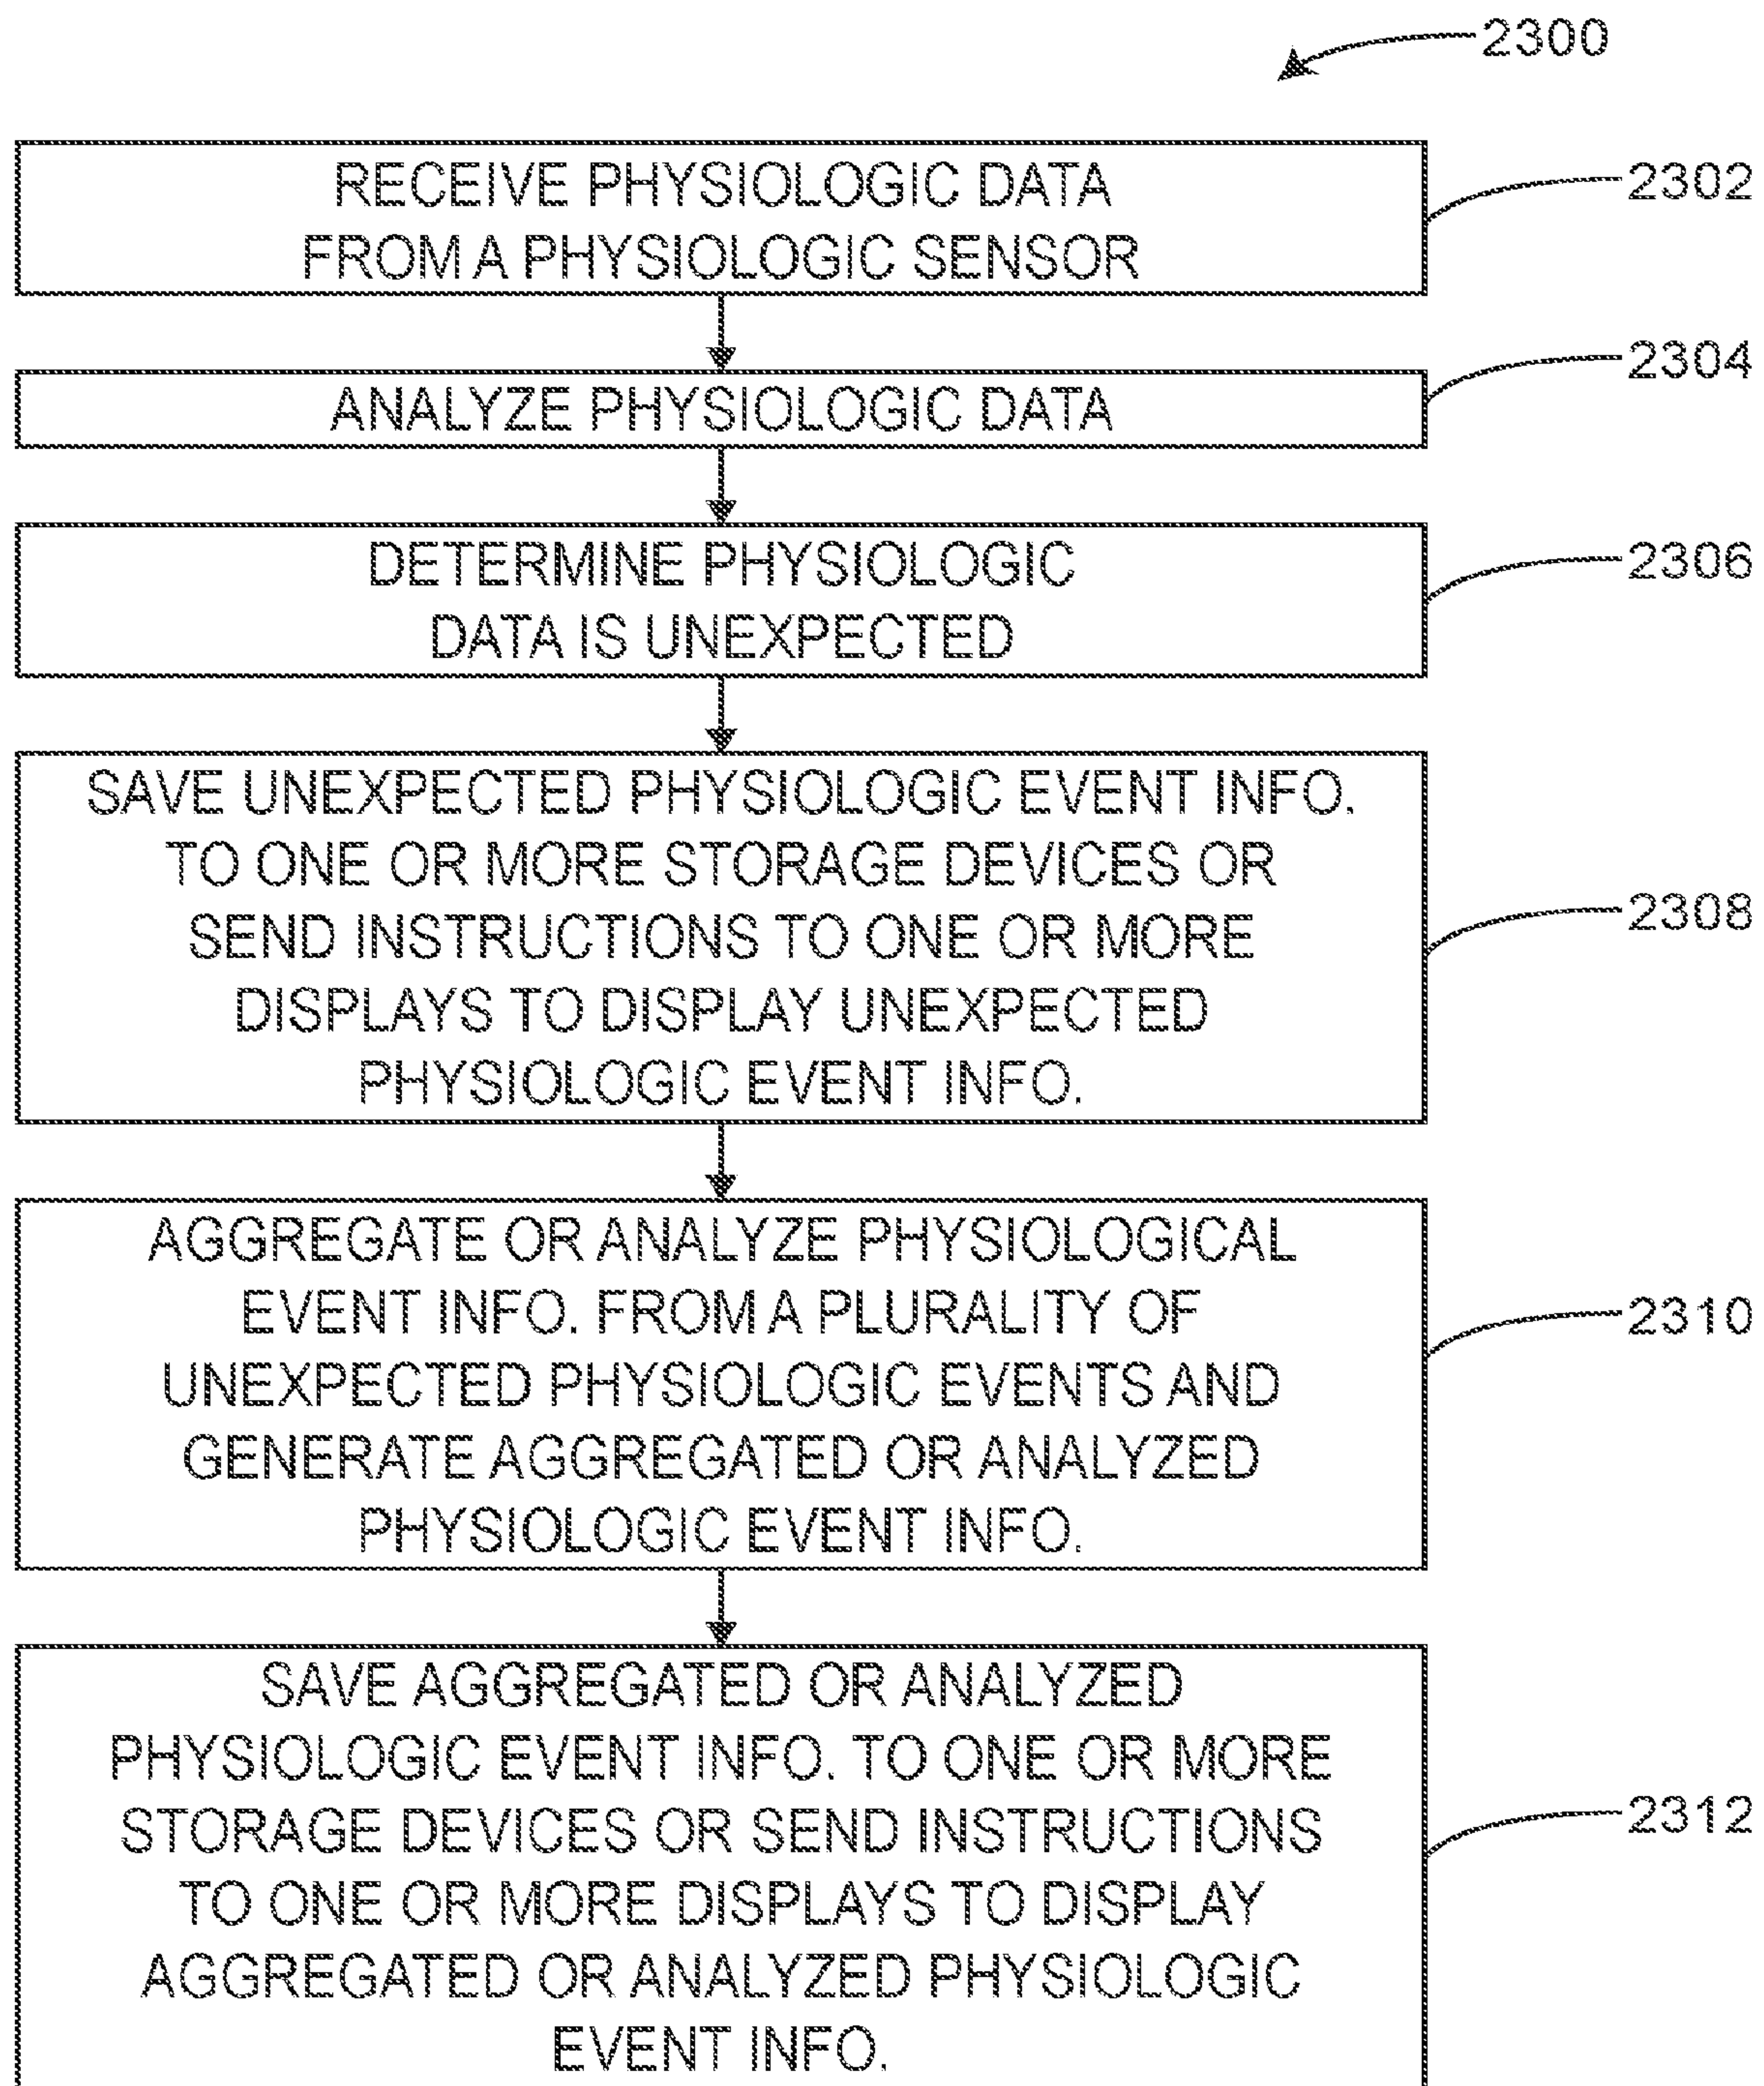 2300
RECEIVE PHYSIOLOGIC DATA
FROM A PHYSIOLOGIC SENSOR
2302
ANALYZE PHYSIOLOGIC DATA
2304
DETERMINE PHYSIOLOGIC
DATA IS UNEXPECTED
2306
SAVE UNEXPECTED PHYSIOLOGIC EVENT INFO.
TO ONE OR MORE STORAGE DEVICES OR
SEND INSTRUCTIONS TO ONE OR MORE
DISPLAYS TO DISPLAY UNEXPECTED
PHYSIOLOGIC EVENT INFO.
2308
AGGREGATE OR ANALYZE PHYSIOLOGICAL
EVENT INFO. FROM A PLURALITY OF
UNEXPECTED PHYSIOLOGIC EVENTS AND
GENERATE AGGREGATED OR ANALYZED
PHYSIOLOGIC EVENT INFO.
2310
SAVE AGGREGATED OR ANALYZED
PHYSIOLOGIC EVENT INFO. TO ONE OR MORE
STORAGE DEVICES OR SEND INSTRUCTIONS
TO ONE OR MORE DISPLAYS TO DISPLAY
AGGREGATED OR ANALYZED PHYSIOLOGIC
EVENT INFO.
2312